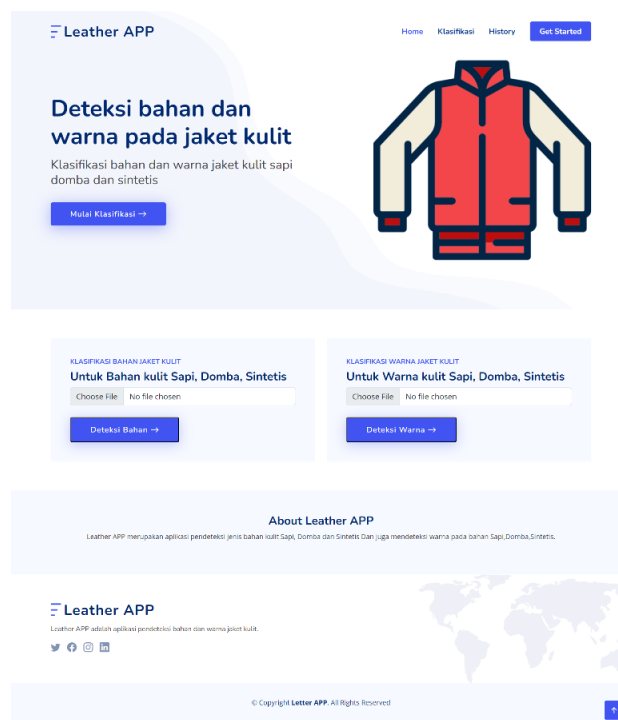 Leather APP
Home Klasifikasi History Get Started
Deteksi bahan dan
warna pada jaket kulit
Klasifikasi bahan dan warna jaket kulit sapi
domba dan sintetis
Mulai Klasifikasi →
KLASIFIKASI BAHAN JAKET KULIT
Untuk Bahan kulit Sapi, Domba, Sintetis
Choose File No file chosen
Deteksi Bahan →
KLASIFIKASI WARNA JAKET KULIT
Untuk Warna kulit Sapi, Domba, Sintetis
Choose File No file chosen
Deteksi Warna →
About Leather APP
Leather APP merupakan aplikasi pendeteksi jenis bahan kulit Sapi, Domba dan Sintetis Dan juga mendeteksi warna pada bahan Sapi,Domba,Sintetis.
Leather APP
Leather APP adalah aplikasi pendeteksi bahan dan warna jaket kulit.
© Copyright Letter APP. All Rights Reserved